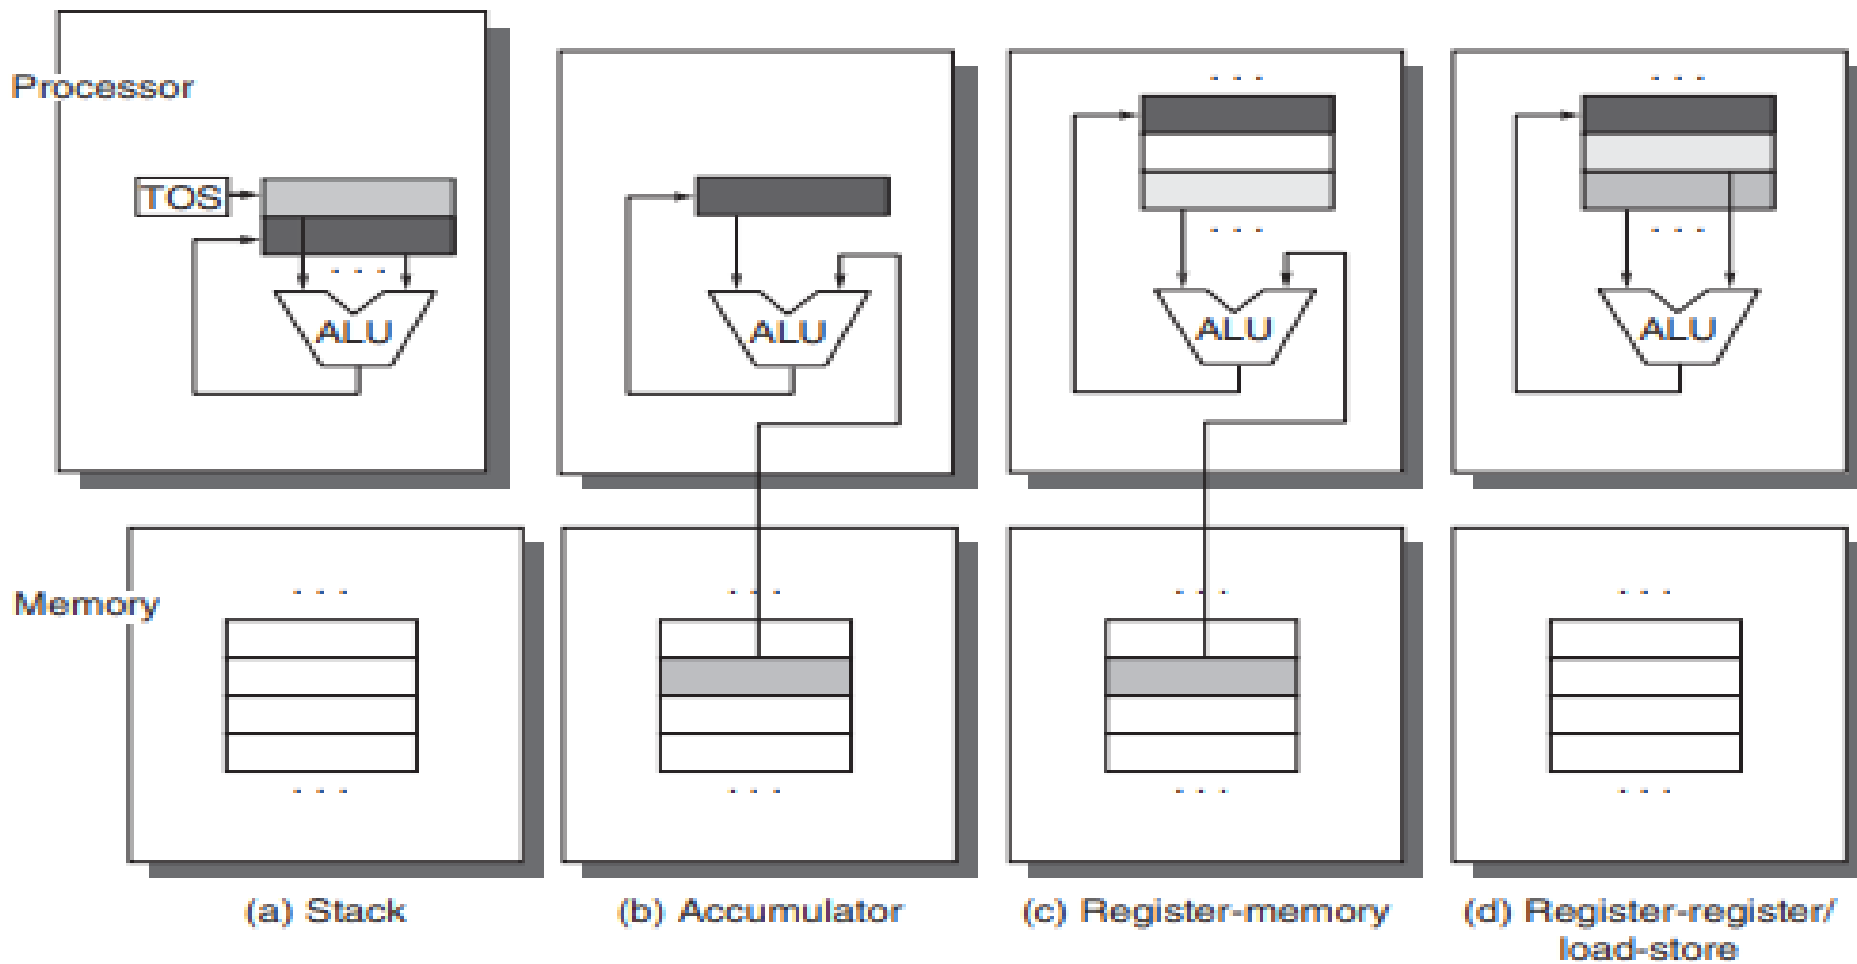 Processor
TOS
ALU
ALU
. . .
. . .
ALU
. . .
. . .
ALU
. . .
Memory
. . .
. . .
. . .
. . .
. . .
. . .
. . .
. . .
(a) Stack
(b) Accumulator
(c) Register-memory
(d) Register-register/
load-store